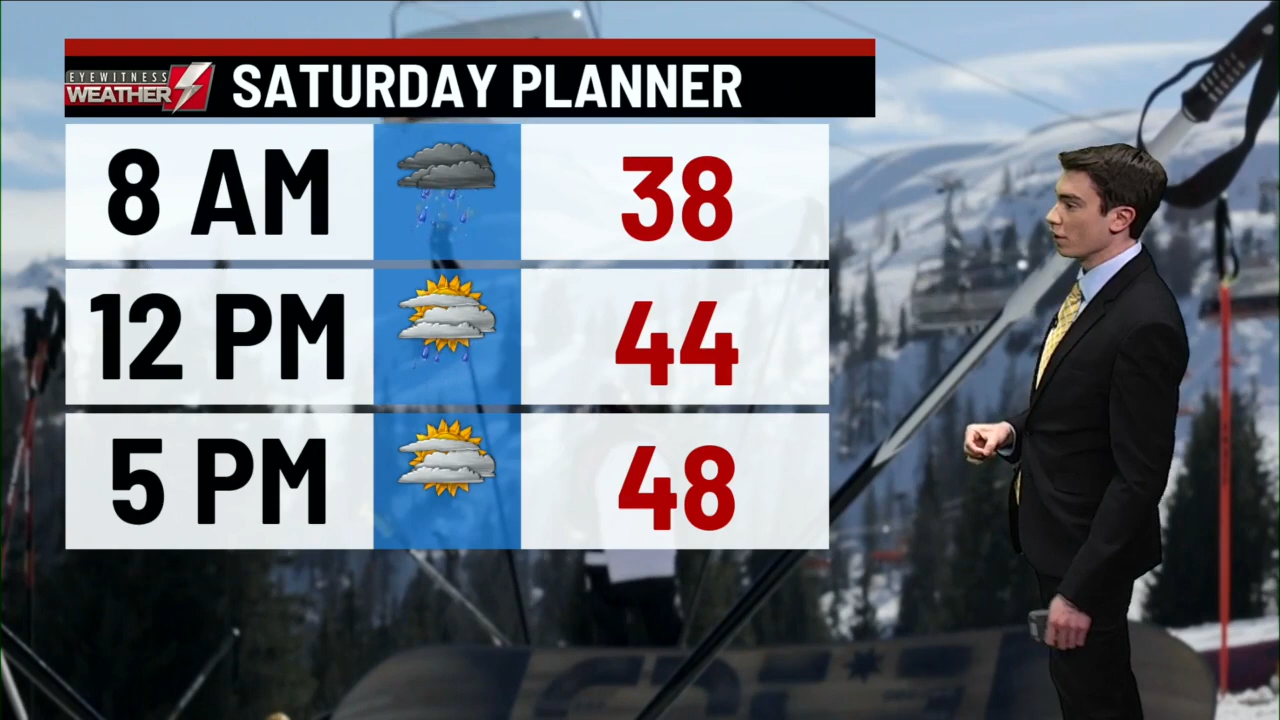 EYEWITNESS
WEATHER
SATURDAY PLANNER
8 AM 38
12 PM 44
5 PM 48